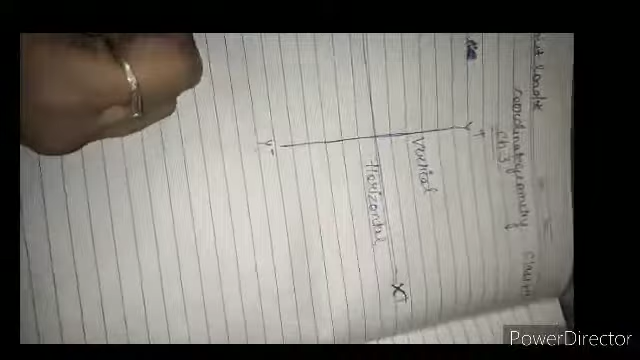 coordinate geometry
Ch 3
Y+
Vertical
Horizontal
X+
Y-
PowerDirector